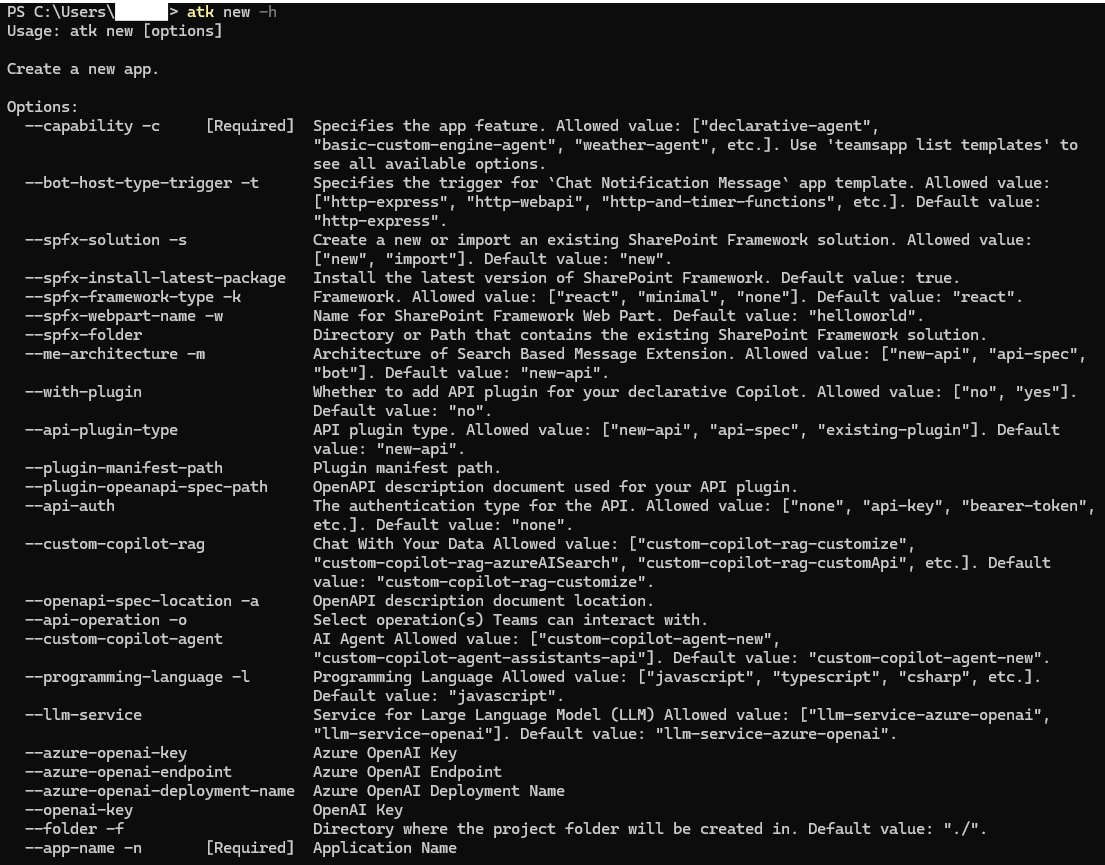 PS C:\Users\ > atk new -h
Usage: atk new [options]
Create a new app.
Options:
--capability -c [Required] Specifies the app feature. Allowed value: ["declarative-agent",
"basic-custom-engine-agent", "weather-agent", etc.]. Use 'teamsapp list templates' to
see all available options.
--bot-host-type-trigger -t Specifies the trigger for `Chat Notification Message` app template. Allowed value:
["http-express", "http-webapi", "http-and-timer-functions", etc.]. Default value:
"http-express".
--spfx-solution -s Create a new or import an existing SharePoint Framework solution. Allowed value:
["new", "import"]. Default value: "new".
--spfx-install-latest-package Install the latest version of SharePoint Framework. Default value: true.
--spfx-framework-type -k Framework. Allowed value: ["react", "minimal", "none"]. Default value: "react".
--spfx-webpart-name -w Name for SharePoint Framework Web Part. Default value: "helloworld".
--spfx-folder Directory or Path that contains the existing SharePoint Framework solution.
--me-architecture -m Architecture of Search Based Message Extension. Allowed value: ["new-api", "api-spec",
"bot"]. Default value: "new-api".
--with-plugin Whether to add API plugin for your declarative Copilot. Allowed value: ["no", "yes"].
Default value: "no".
--api-plugin-type API plugin type. Allowed value: ["new-api", "api-spec", "existing-plugin"]. Default
value: "new-api".
--plugin-manifest-path Plugin manifest path.
--plugin-opeanapi-spec-path OpenAPI description document used for your API plugin.
--api-auth The authentication type for the API. Allowed value: ["none", "api-key", "bearer-token",
etc.]. Default value: "none".
--custom-copilot-rag Chat With Your Data Allowed value: ["custom-copilot-rag-customize",
"custom-copilot-rag-azureAISearch", "custom-copilot-rag-customApi", etc.]. Default
value: "custom-copilot-rag-customize".
--openapi-spec-location -a OpenAPI description document location.
--api-operation -o Select operation(s) Teams can interact with.
--custom-copilot-agent AI Agent Allowed value: ["custom-copilot-agent-new",
"custom-copilot-agent-assistants-api"]. Default value: "custom-copilot-agent-new".
--programming-language -l Programming Language Allowed value: ["javascript", "typescript", "csharp", etc.].
Default value: "javascript".
--llm-service Service for Large Language Model (LLM) Allowed value: ["llm-service-azure-openai",
"llm-service-openai"]. Default value: "llm-service-azure-openai".
--azure-openai-key Azure OpenAI Key
--azure-openai-endpoint Azure OpenAI Endpoint
--azure-openai-deployment-name Azure OpenAI Deployment Name
--openai-key OpenAI Key
--folder -f Directory where the project folder will be created in. Default value: "./".
--app-name -n [Required] Application Name